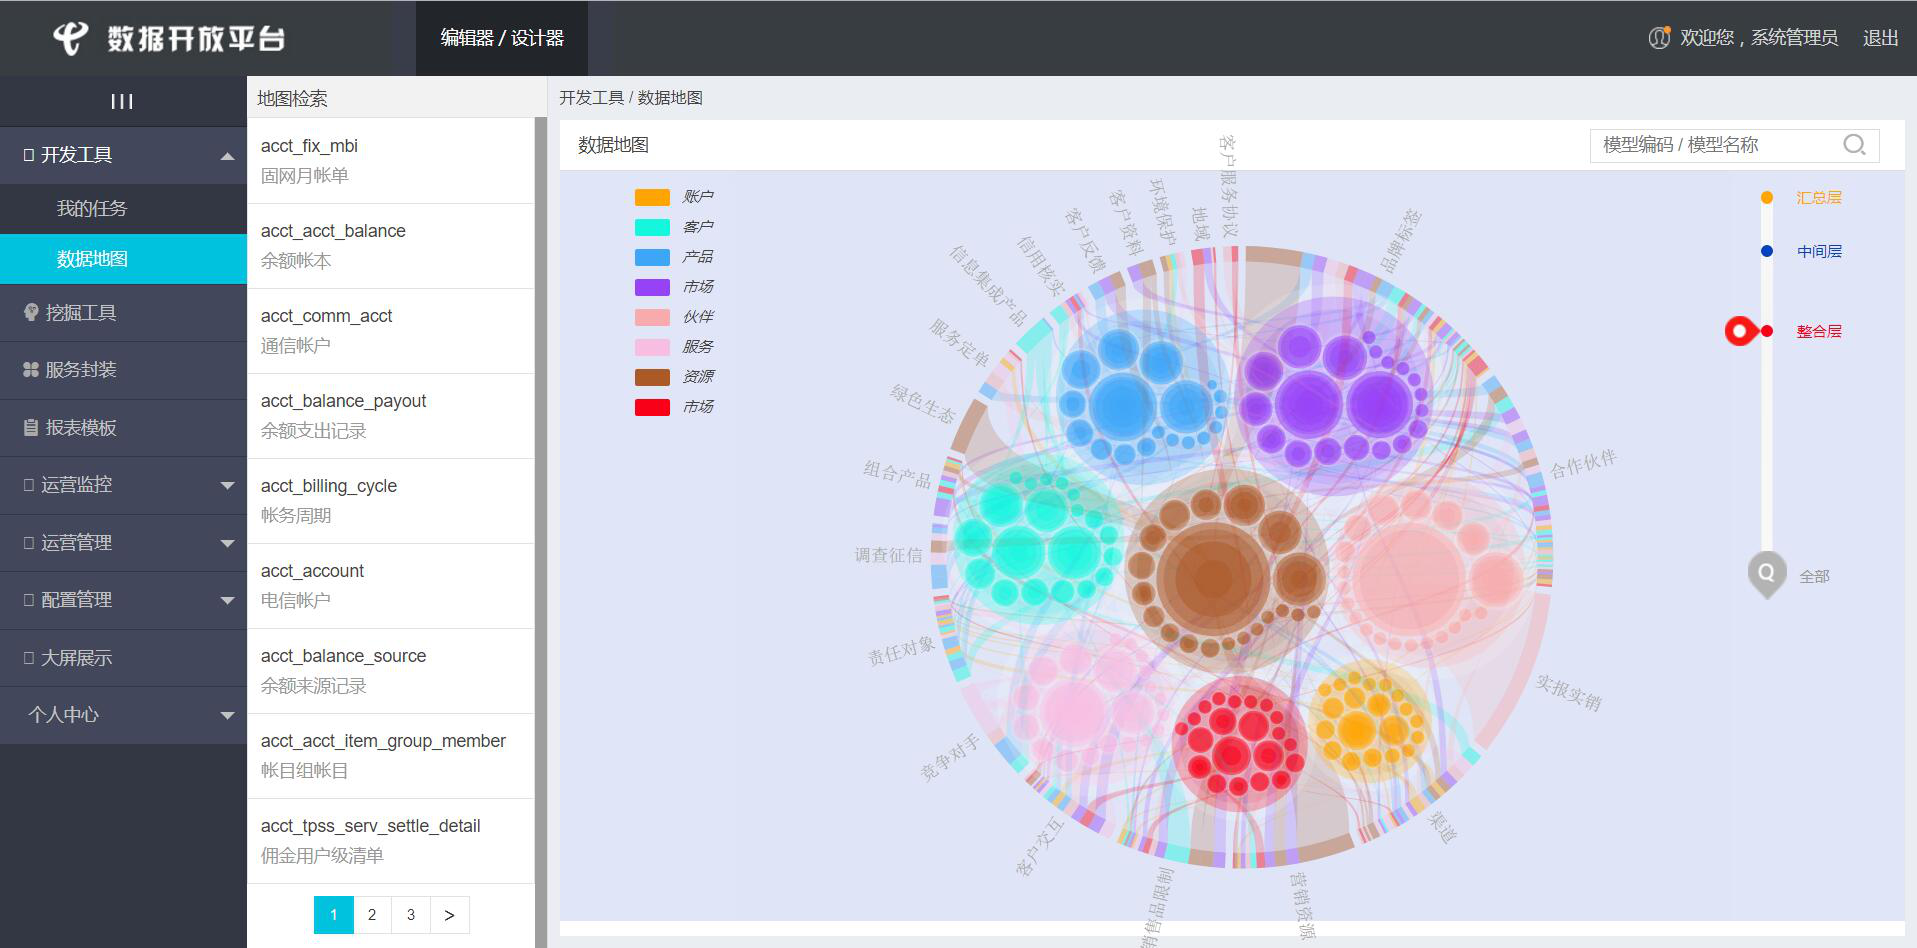 数据开放平台
编辑器 / 设计器
欢迎您，系统管理员 退出
开发工具
我的任务
数据地图
挖掘工具
服务封装
报表模板
运营监控
运营管理
配置管理
大屏展示
个人中心
地图检索
acct_fix_mbi
固网月帐单
acct_acct_balance
余额帐本
acct_comm_acct
通信帐户
acct_balance_payout
余额支出记录
acct_billing_cycle
帐务周期
acct_account
电信帐户
acct_balance_source
余额来源记录
acct_acct_item_group_member
帐目组帐目
acct_tpss_serv_settle_detail
佣金用户级清单
1 2 3 >
开发工具 / 数据地图
数据地图
模型编码 / 模型名称
账户
客户
产品
市场
伙伴
服务
资源
市场
客户服务协议
地域
环境保护
客户资料
客户反馈
信用核实
信息集成产品
服务定单
绿色生态
组合产品
调查征信
责任对象
竞争对手
客户交互
销售品限制
营销资源
渠道
实报实销
合作伙伴
品牌标签
汇总层
中间层
整合层
全部